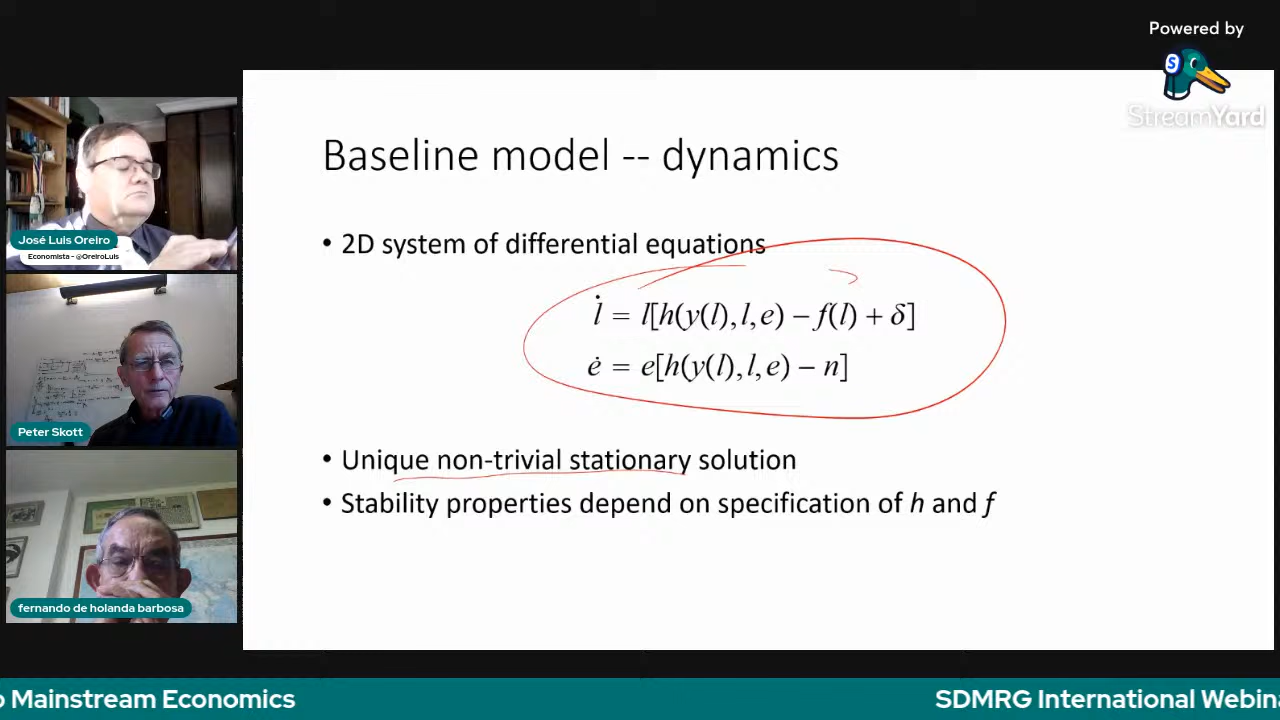 Powered by
StreamYard
Baseline model -- dynamics
• 2D system of differential equations
l̇ = l[h(y(l), l, e) − f(l) + δ]
ė = e[h(y(l), l, e) − n]
• Unique non-trivial stationary solution
• Stability properties depend on specification of h and f
José Luis Oreiro
Economista - @OreiroLuis
Peter Skott
fernando de holanda barbosa
o Mainstream Economics
SDMRG International Webina